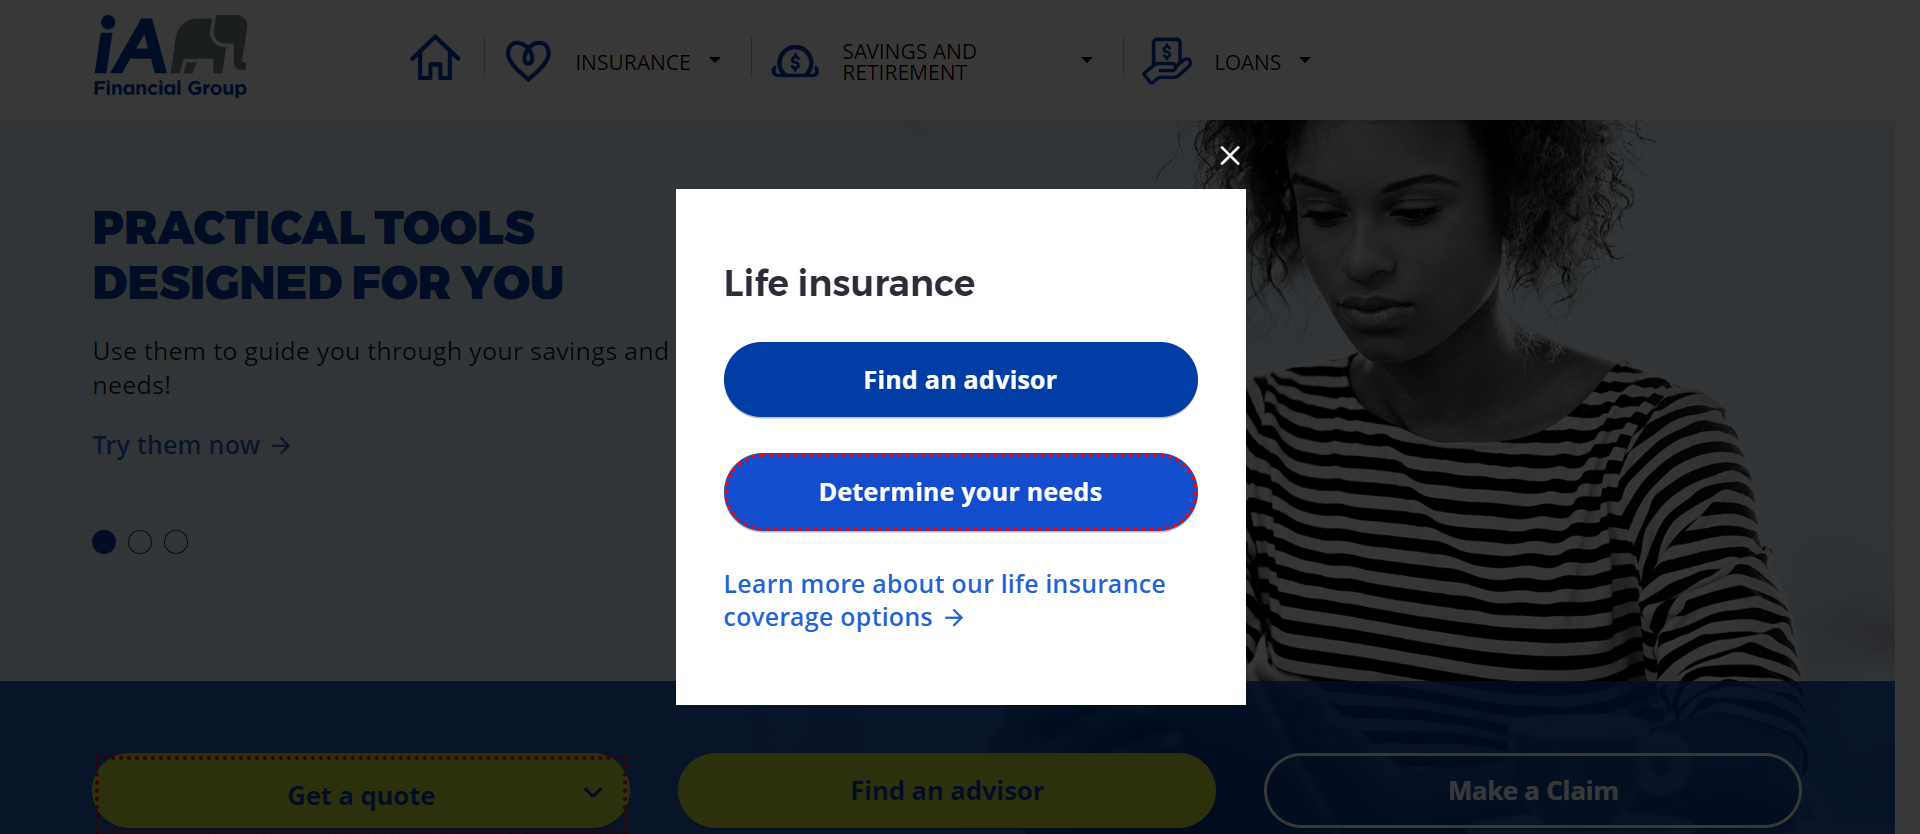 iA
Financial Group
INSURANCE
SAVINGS AND
RETIREMENT
LOANS
PRACTICAL TOOLS
DESIGNED FOR YOU
Use them to guide you through your savings and
needs!
Try them now →
Life insurance
Find an advisor
Determine your needs
Learn more about our life insurance
coverage options →
Get a quote
Find an advisor
Make a Claim